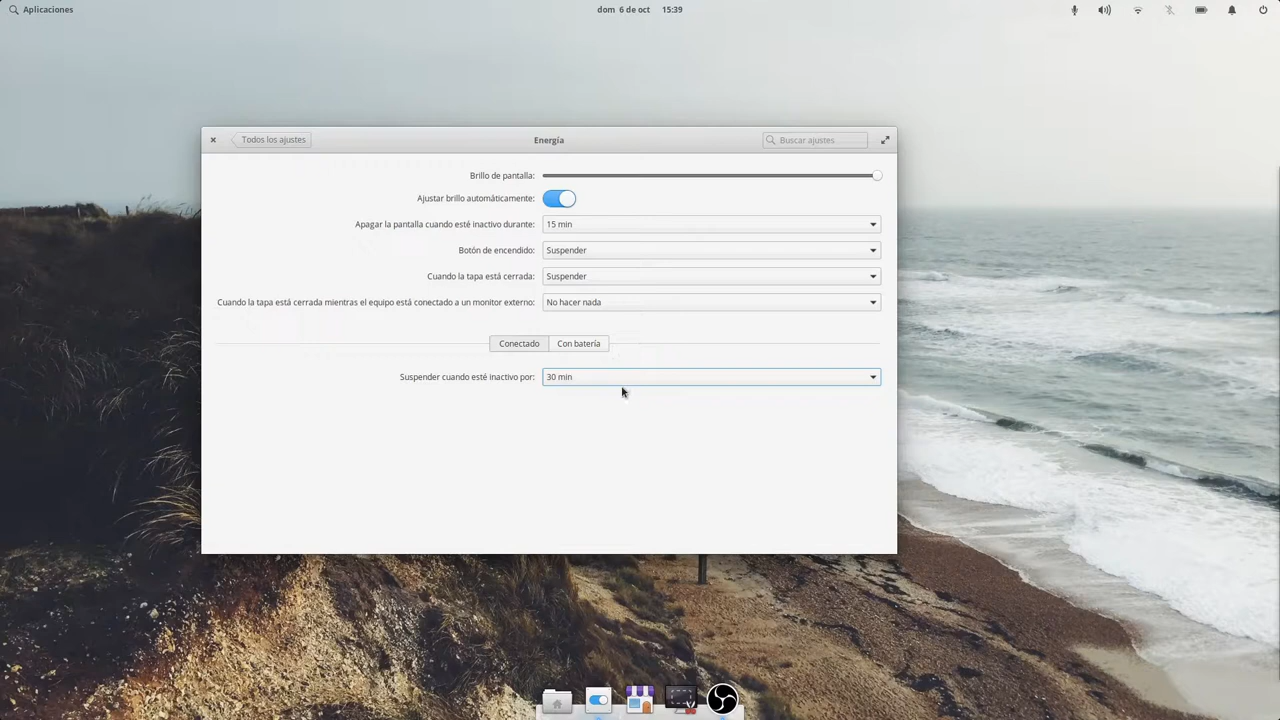 Aplicaciones
dom 6 de oct 15:39
Todos los ajustes
Energía
Buscar ajustes
Brillo de pantalla:
Ajustar brillo automáticamente:
Apagar la pantalla cuando esté inactivo durante: 15 min
Botón de encendido: Suspender
Cuando la tapa está cerrada: Suspender
Cuando la tapa está cerrada mientras el equipo está conectado a un monitor externo: No hacer nada
Conectado Con batería
Suspender cuando esté inactivo por: 30 min